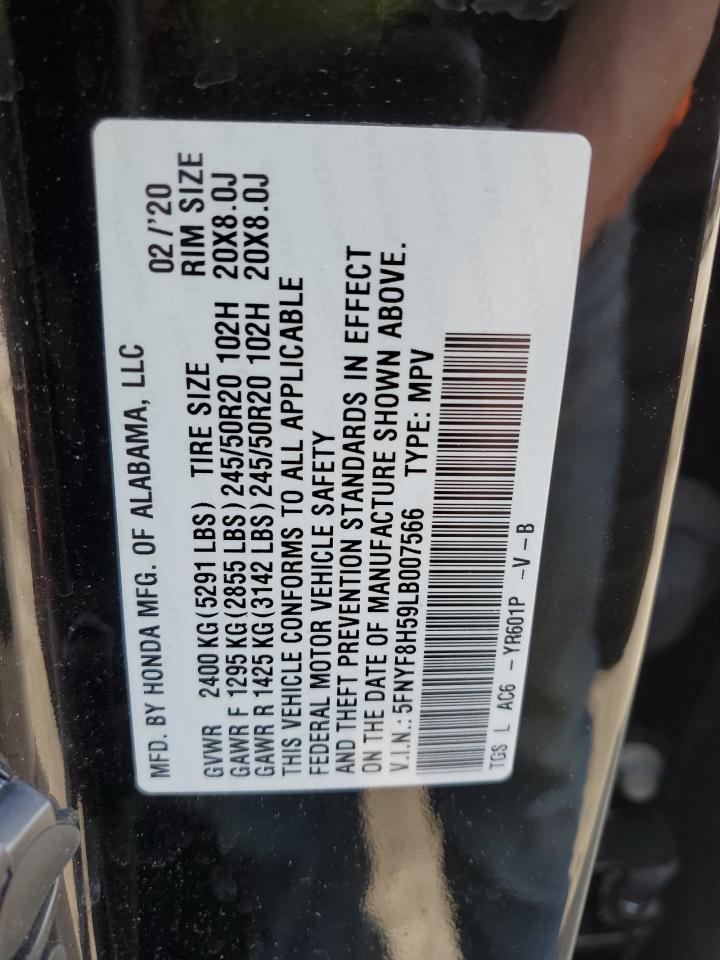 MFD. BY HONDA MFG. OF ALABAMA, LLC 02/'20
GVWR 2400 KG (5291 LBS) TIRE SIZE RIM SIZE
GAWR F 1295 KG (2855 LBS) 245/50R20 102H 20X8.0J
GAWR R 1425 KG (3142 LBS) 245/50R20 102H 20X8.0J
THIS VEHICLE CONFORMS TO ALL APPLICABLE
FEDERAL MOTOR VEHICLE SAFETY
AND THEFT PREVENTION STANDARDS IN EFFECT
ON THE DATE OF MANUFACTURE SHOWN ABOVE.
V.I.N.: 5FNYF8H59LB007566 TYPE: MPV
TGS L AC6 -YR601P -V-B